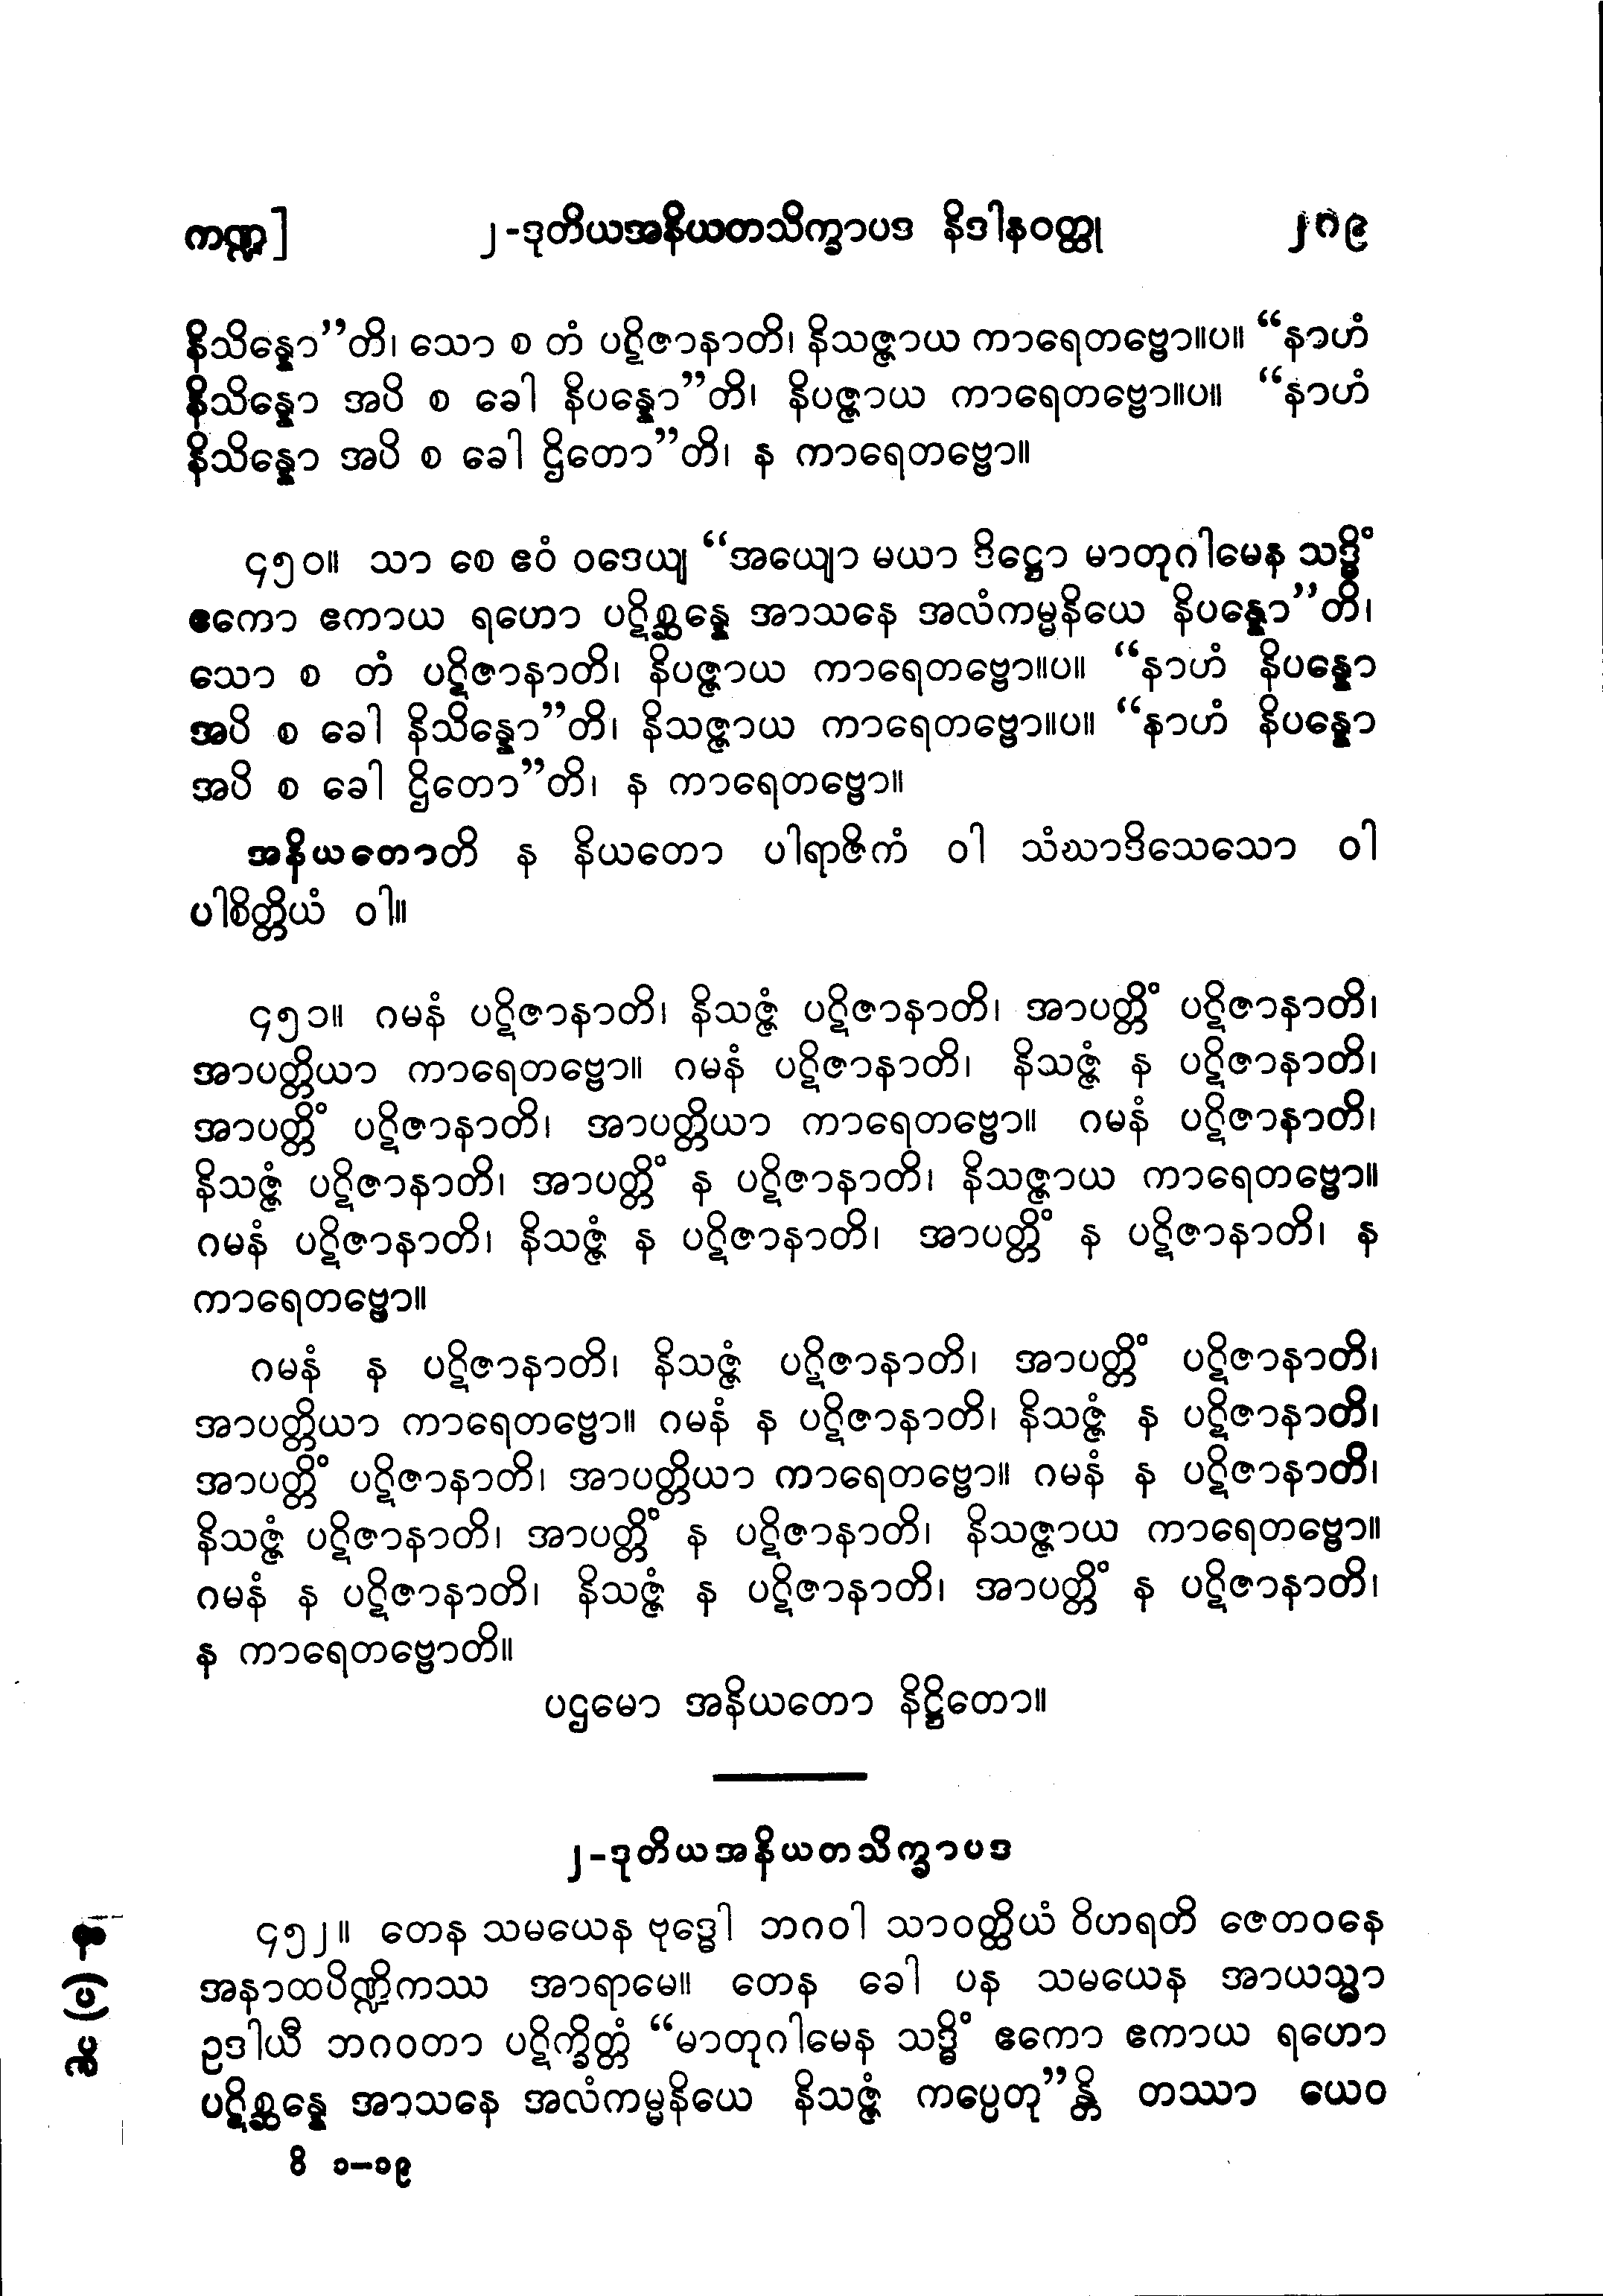 ကဏ္ဍ] ၂-ဒုတိယအနိယတသိက္ခာပဒ နိဒါနဝတ္ထု ၂၈၉
နိသိန္နော”တိ၊ သော စ တံ ပဋိဇာနာတိ၊ နိသဇ္ဇာယ ကာရေတဗ္ဗော။ပ။ “နာဟံ
နိသိန္နော အပိ စ ခေါ နိပန္နော”တိ၊ နိပဇ္ဇာယ ကာရေတဗ္ဗော။ပ။ “နာဟံ
နိသိန္နော အပိ စ ခေါ ဌိတော”တိ၊ န ကာရေတဗ္ဗော။
၄၅၀။ သာ စေ ဧဝံ ဝဒေယျ “အယျော မယာ ဒိဋ္ဌော မာတုဂါမေန သဒ္ဓိံ
ဧကော ဧကာယ ရဟော ပဋိစ္ဆန္နေ အာသနေ အလံကမ္မနိယေ နိပန္နော”တိ၊
သော စ တံ ပဋိဇာနာတိ၊ နိပဇ္ဇာယ ကာရေတဗ္ဗော။ပ။ “နာဟံ နိပန္နော
အပိ စ ခေါ နိသိန္နော”တိ၊ နိသဇ္ဇာယ ကာရေတဗ္ဗော။ပ။ “နာဟံ နိပန္နော
အပိ စ ခေါ ဌိတော”တိ၊ န ကာရေတဗ္ဗော။
အနိယတောတိ န နိယတော ပါရာဇိကံ ဝါ သံဃာဒိသေသော ဝါ
ပါစိတ္တိယံ ဝါ။
၄၅၁။ ဂမနံ ပဋိဇာနာတိ၊ နိသဇ္ဇံ ပဋိဇာနာတိ၊ အာပတ္တိံ ပဋိဇာနာတိ၊
အာပတ္တိယာ ကာရေတဗ္ဗော။ ဂမနံ ပဋိဇာနာတိ၊ နိသဇ္ဇံ န ပဋိဇာနာတိ၊
အာပတ္တိံ ပဋိဇာနာတိ၊ အာပတ္တိယာ ကာရေတဗ္ဗော။ ဂမနံ ပဋိဇာနာတိ၊
နိသဇ္ဇံ ပဋိဇာနာတိ၊ အာပတ္တိံ န ပဋိဇာနာတိ၊ နိသဇ္ဇာယ ကာရေတဗ္ဗော။
ဂမနံ ပဋိဇာနာတိ၊ နိသဇ္ဇံ န ပဋိဇာနာတိ၊ အာပတ္တိံ န ပဋိဇာနာတိ၊ န
ကာရေတဗ္ဗော။
ဂမနံ န ပဋိဇာနာတိ၊ နိသဇ္ဇံ ပဋိဇာနာတိ၊ အာပတ္တိံ ပဋိဇာနာတိ၊
အာပတ္တိယာ ကာရေတဗ္ဗော။ ဂမနံ န ပဋိဇာနာတိ၊ နိသဇ္ဇံ န ပဋိဇာနာတိ၊
အာပတ္တိံ ပဋိဇာနာတိ၊ အာပတ္တိယာ ကာရေတဗ္ဗော။ ဂမနံ န ပဋိဇာနာတိ၊
နိသဇ္ဇံ ပဋိဇာနာတိ၊ အာပတ္တိံ န ပဋိဇာနာတိ၊ နိသဇ္ဇာယ ကာရေတဗ္ဗော။
ဂမနံ န ပဋိဇာနာတိ၊ နိသဇ္ဇံ န ပဋိဇာနာတိ၊ အာပတ္တိံ န ပဋိဇာနာတိ၊
န ကာရေတဗ္ဗောတိ။
ပဌမော အနိယတော နိဋ္ဌိတော။
၂-ဒုတိယအနိယတသိက္ခာပဒ
၄၅၂။ တေန သမယေန ဗုဒ္ဓေါ ဘဂဝါ သာဝတ္ထိယံ ဝိဟရတိ ဇေတဝနေ
အနာထပိဏ္ဍိကဿ အာရာမေ။ တေန ခေါ ပန သမယေန အာယသ္မာ
ဥဒါယီ ဘဂဝတာ ပဋိက္ခိတ္တံ “မာတုဂါမေန သဒ္ဓိံ ဧကော ဧကာယ ရဟော
ပဋိစ္ဆန္နေ အာသနေ အလံကမ္မနိယေ နိသဇ္ဇံ ကပ္ပေတု”န္တိ တဿာ ယေဝ
ဝိ ၁-၁၉